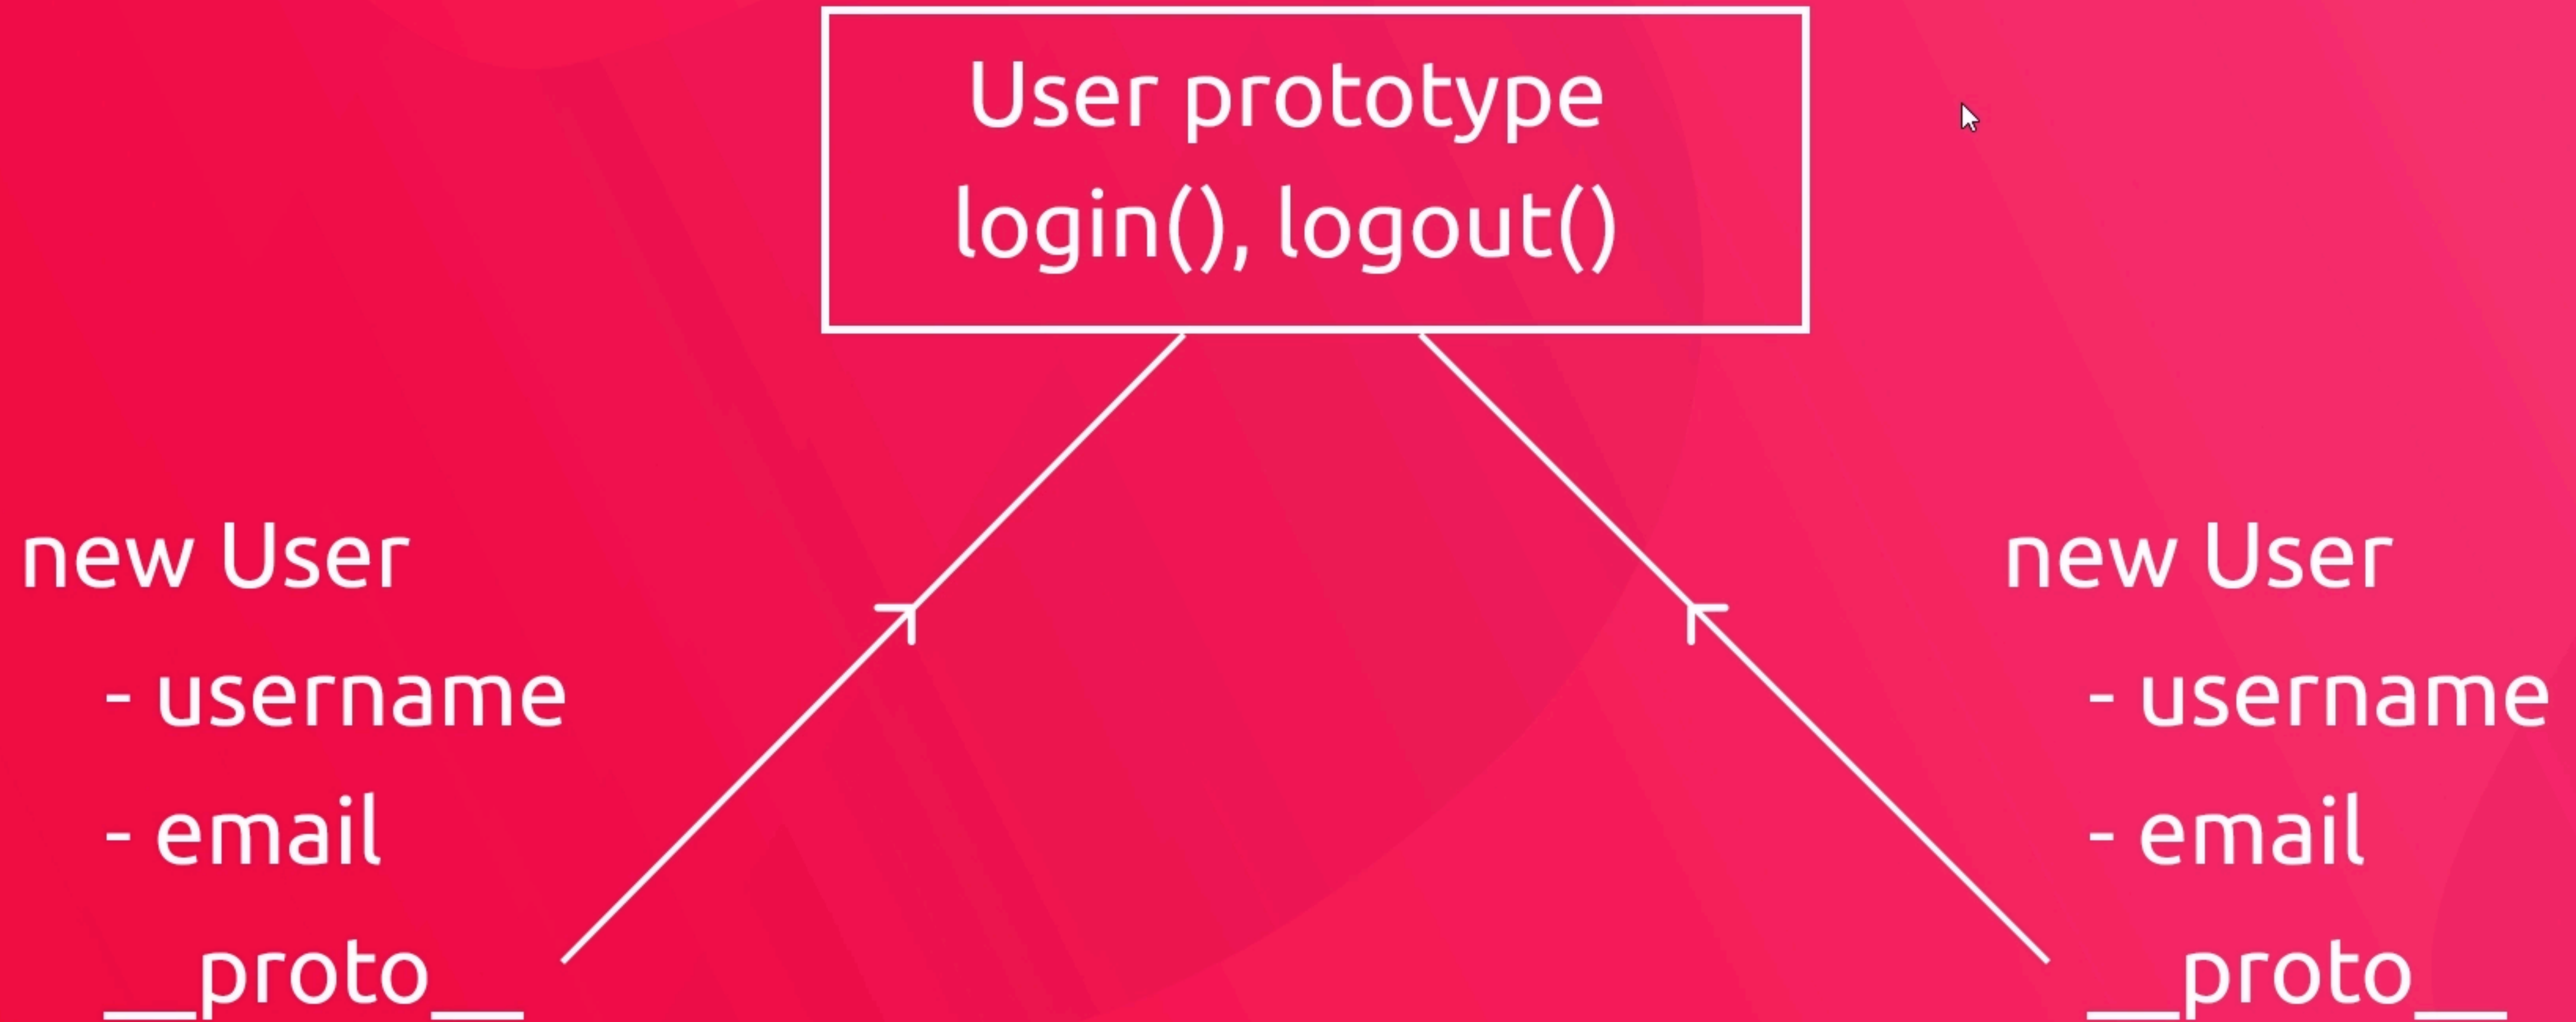 User prototype
login(), logout()
new User
- username
- email
__proto__
new User
- username
- email
__proto__